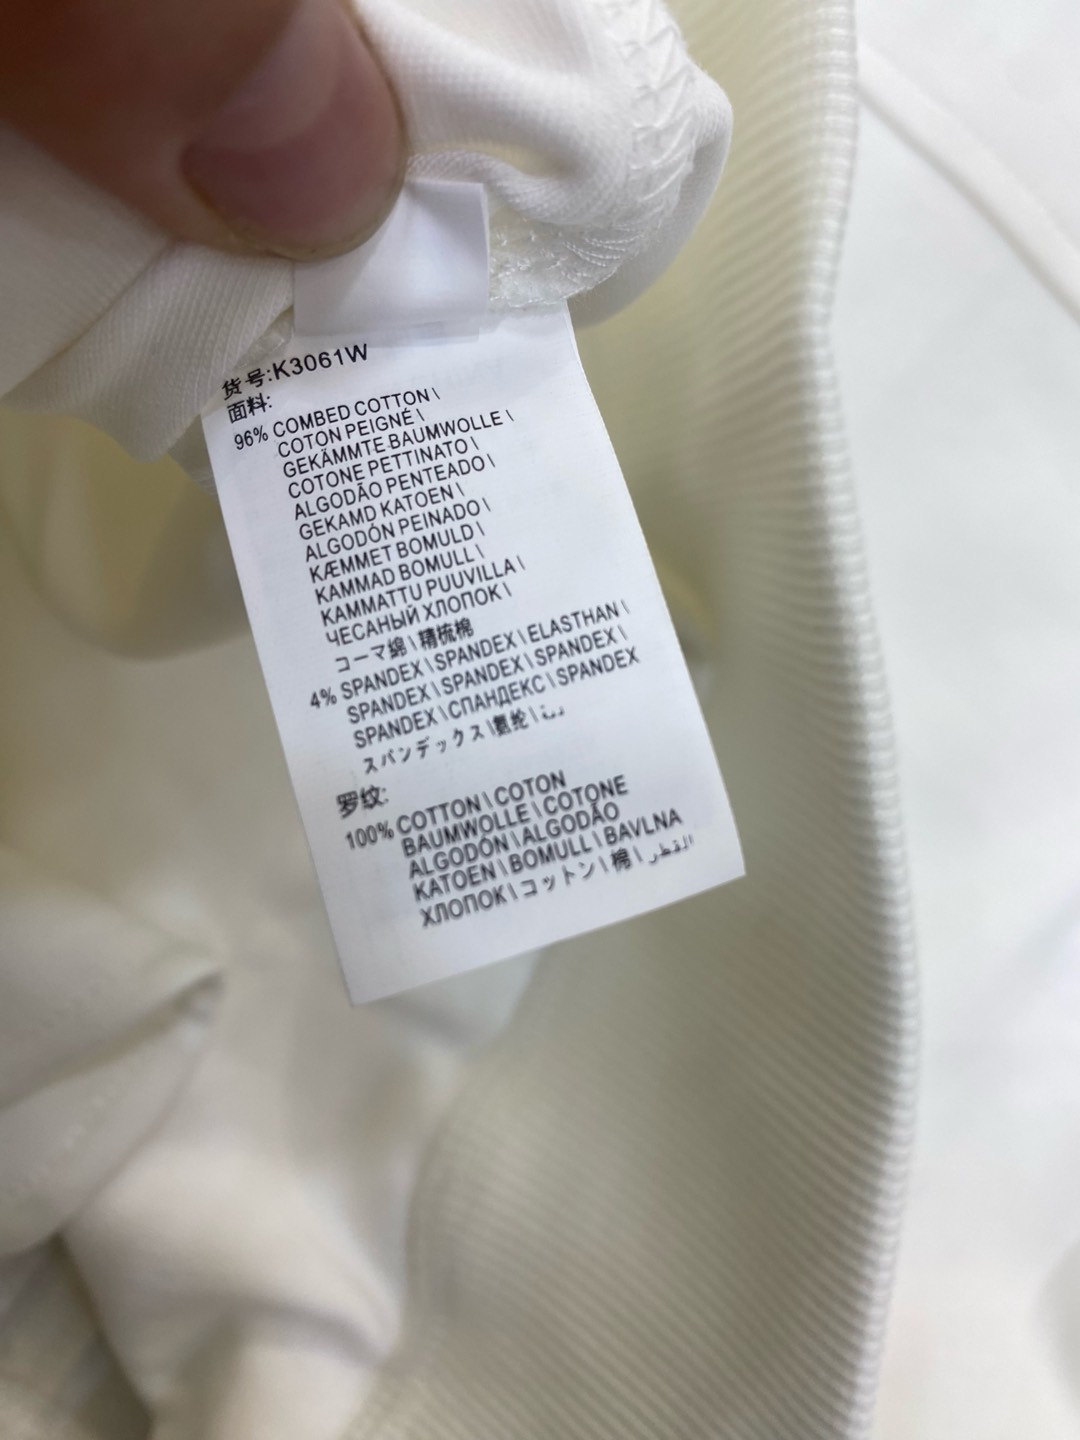 货号:K3061W
面料:
96% COMBED COTTON\
COTON PEIGNÉ\
GEKÄMMTE BAUMWOLLE\
COTONE PETTINATO\
ALGODÃO PENTEADO\
GEKAMD KATOEN\
ALGODÓN PEINADO\
KÆMMET BOMULD\
KAMMAD BOMULL\
KAMMATTU PUUVILLA\
ЧЕСАНЫЙ ХЛОПОК\
コーマ綿\精梳棉
4% SPANDEX\SPANDEX\ELASTHAN\
SPANDEX\SPANDEX\SPANDEX\
SPANDEX\СПАНДЕКС\SPANDEX
スパンデックス\氨纶\
罗纹:
100% COTTON\COTON
BAUMWOLLE\COTONE
ALGODÓN\ALGODÃO
KATOEN\BOMULL\BAVLNA
ХЛОПОК\コットン\棉\القطن